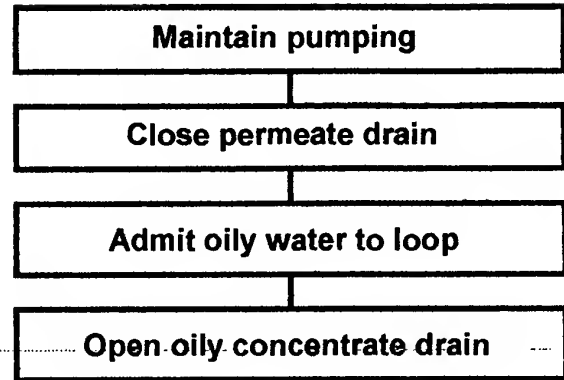 Maintain pumping
Close permeate drain
Admit oily water to loop
Open oily concentrate drain